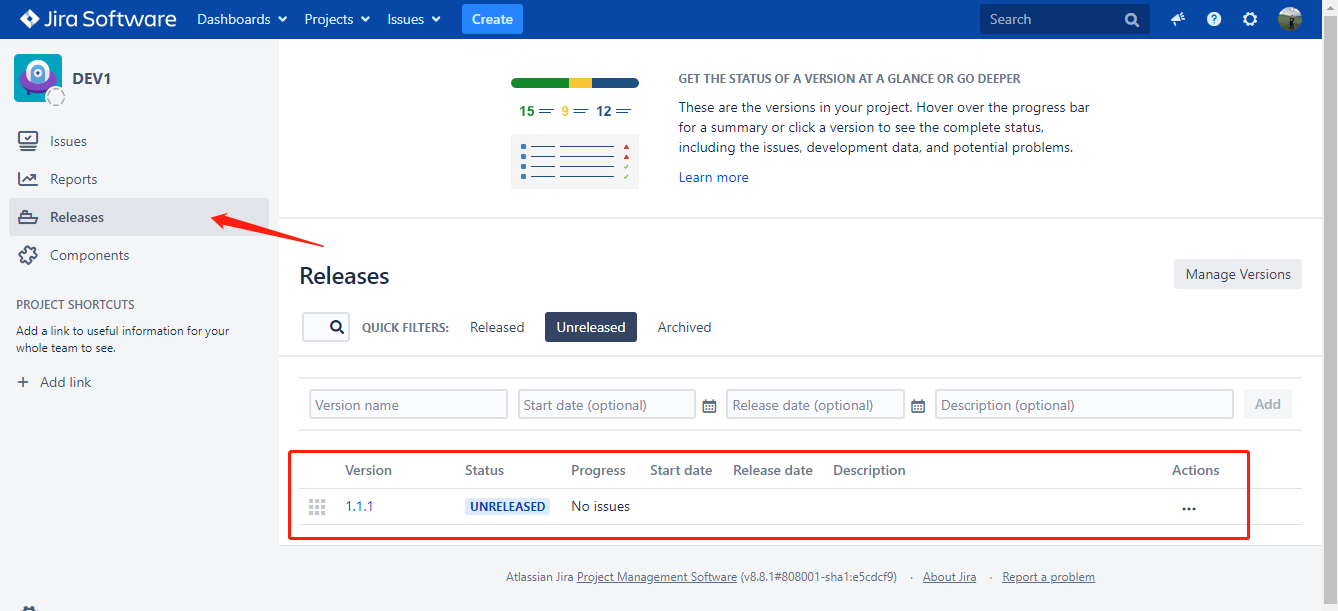 Jira Software Dashboards Projects Issues Create Search
DEV1
Issues
Reports
Releases
Components
PROJECT SHORTCUTS
Add a link to useful information for your
whole team to see.
+ Add link
15 9 12
GET THE STATUS OF A VERSION AT A GLANCE OR GO DEEPER
These are the versions in your project. Hover over the progress bar
for a summary or click a version to see the complete status,
including the issues, development data, and potential problems.
Learn more
Releases
Manage Versions
QUICK FILTERS: Released Unreleased Archived
Version name Start date (optional) Release date (optional) Description (optional) Add
Version Status Progress Start date Release date Description Actions
1.1.1 UNRELEASED No issues ...
Atlassian Jira Project Management Software (v8.8.1#808001-sha1:e5cdcf9) · About Jira · Report a problem